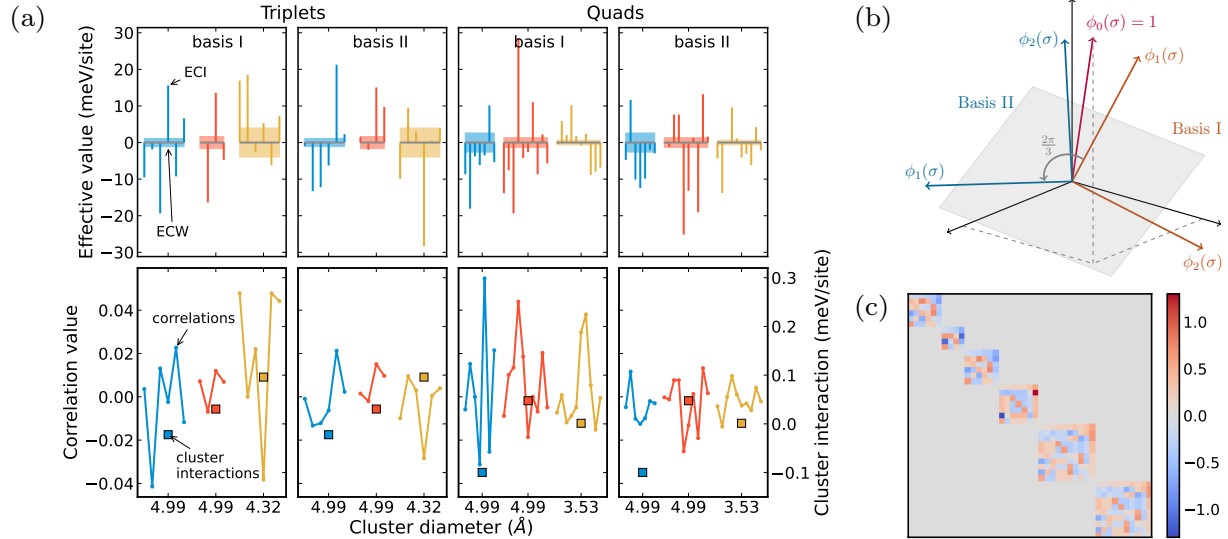 (a)
Triplets
Quads
basis I
basis II
basis I
basis II
Effective value (meV/site)
30
20
10
0
−10
−20
−30
ECI
ECW
Correlation value
0.04
0.02
0.00
−0.02
−0.04
correlations
cluster
interactions
0.3
0.2
0.1
0.0
−0.1
Cluster interaction (meV/site)
4.99 4.99 4.32
4.99 4.99 4.32
4.99 4.99 3.53
4.99 4.99 3.53
Cluster diameter (Å)
(b)
ϕ₀(σ) = 1
ϕ₂(σ)
ϕ₁(σ)
Basis II
Basis I
2π/3
ϕ₁(σ)
ϕ₂(σ)
(c)
1.0
0.5
0.0
−0.5
−1.0